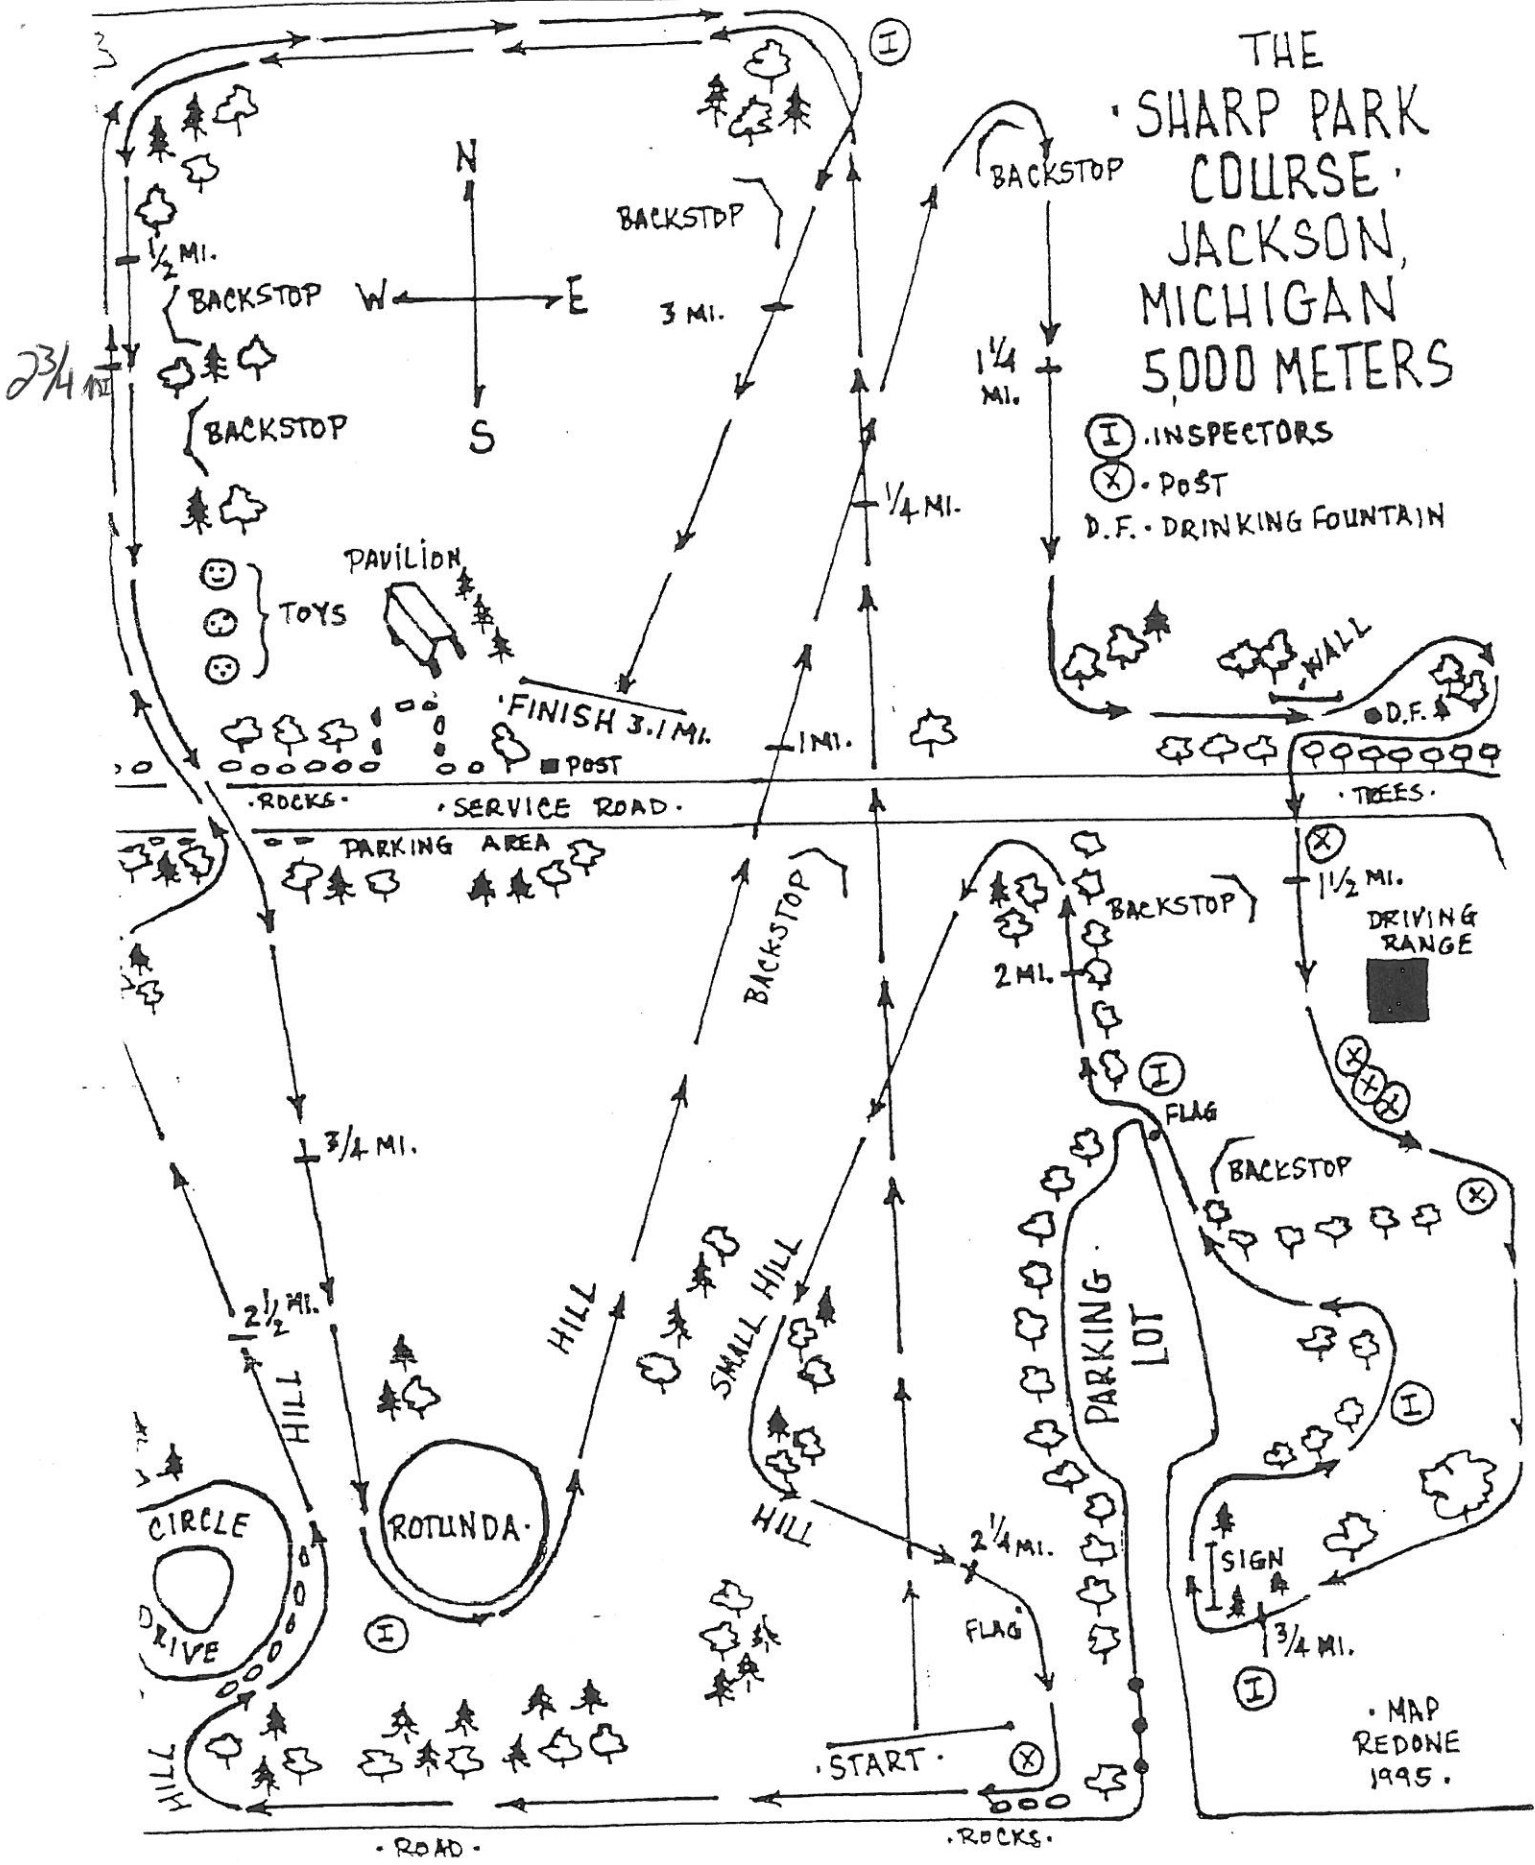 THE
·SHARP PARK
COURSE·
JACKSON,
MICHIGAN
5,000 METERS
I ·INSPECTORS
X ·POST
D.F.·DRINKING FOUNTAIN
3
N
W E
S
BACKSTOP
BACKSTOP
1/2 MI.
BACKSTOP
3 MI.
2 3/4 MI
1 1/4
MI.
BACKSTOP
1/4 MI.
PAVILION
TOYS
WALL
·FINISH 3.1 MI.
D.F.
1 MI.
POST
·ROCKS·
·SERVICE ROAD·
·TREES·
PARKING AREA
X
1 1/2 MI.
BACKSTOP
BACKSTOP
DRIVING
RANGE
2 MI.
I
X
X
X
FLAG
3/4 MI.
BACKSTOP
X
SMALL HILL
HILL
2 1/2 MI.
HILL
PARKING
LOT
I
CIRCLE
DRIVE
ROTUNDA·
HILL
2 1/4 MI.
SIGN
FLAG
I
3/4 MI.
I
HILL
·START·
X
·MAP
REDONE
1995.
·ROAD·
·ROCKS·
I